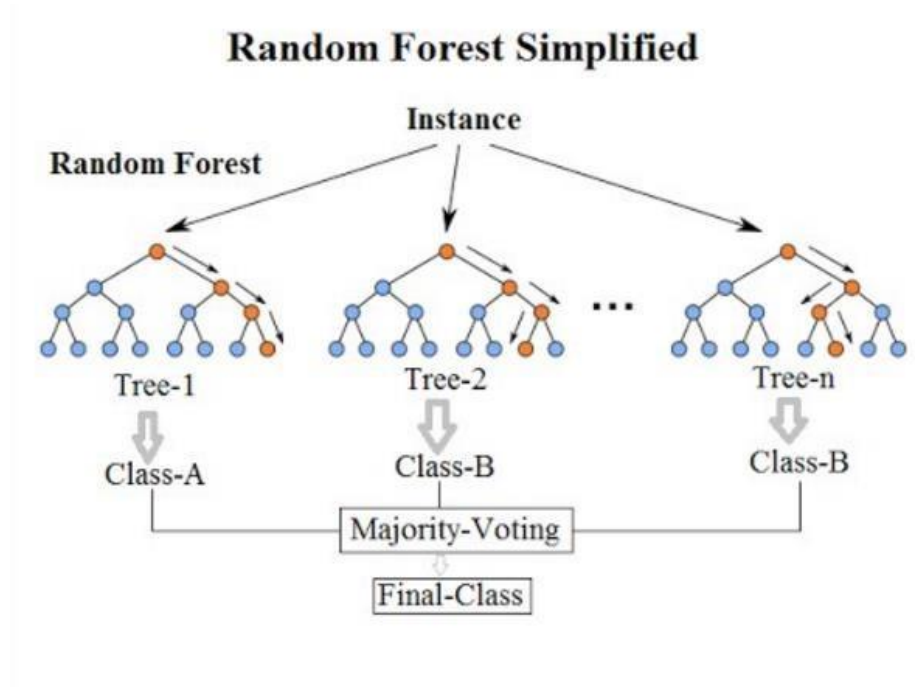 Random Forest Simplified
Instance
Random Forest
...
Tree-1
Tree-2
Tree-n
Class-A
Class-B
Class-B
Majority-Voting
Final-Class